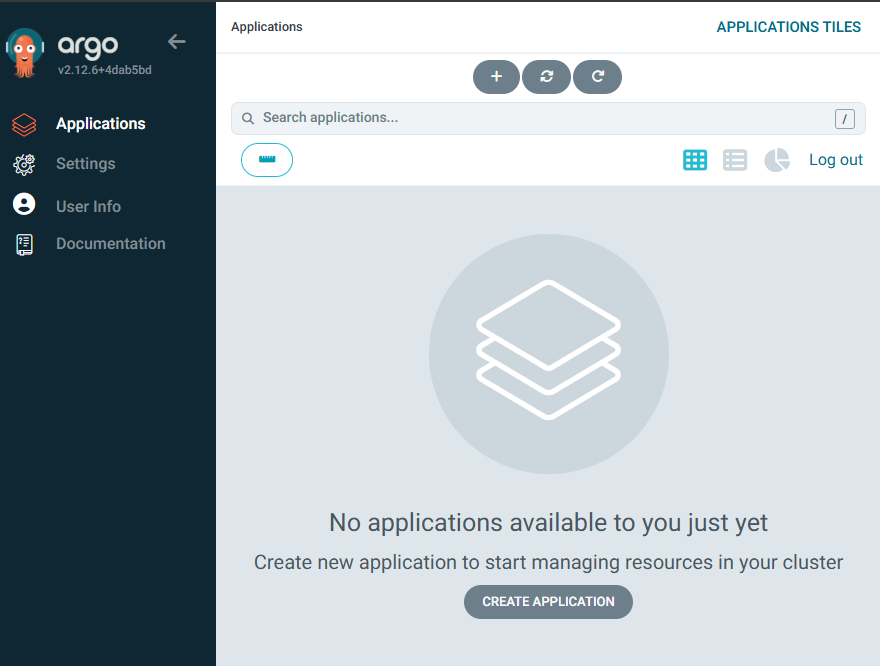 argo
v2.12.6+4dab5bd
Applications
Settings
User Info
Documentation
Applications
APPLICATIONS TILES
Search applications...
/
Log out
No applications available to you just yet
Create new application to start managing resources in your cluster
CREATE APPLICATION